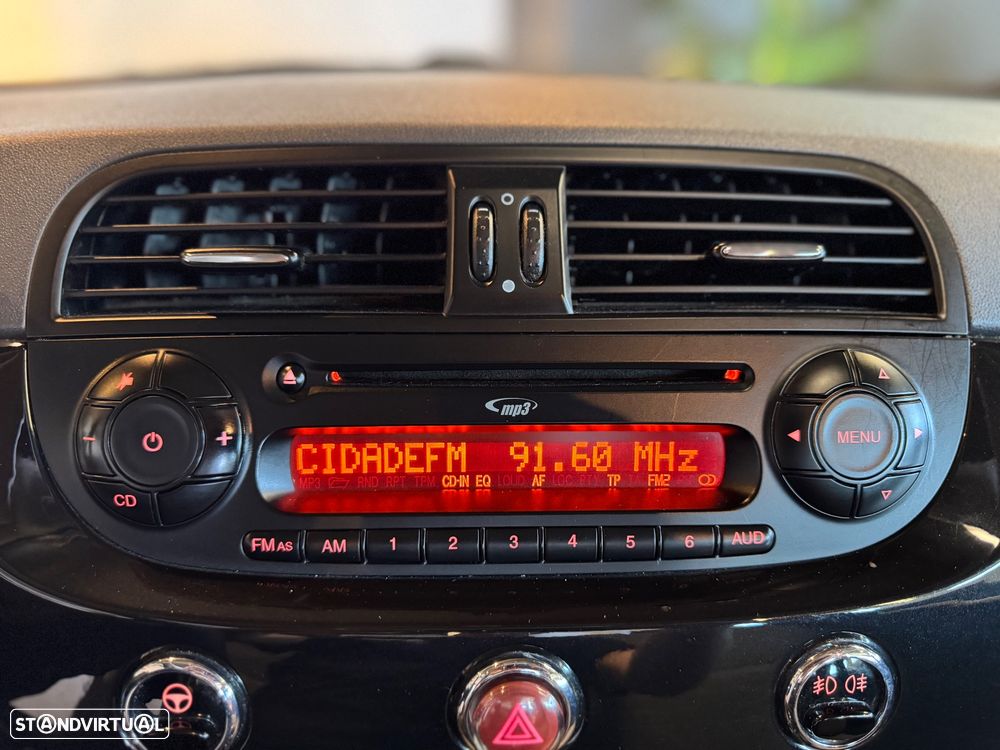 mp3
CIDADEFM 91.60 MHz
MP3 RND RPT TPM CD-IN EQ LOUD AF LOC PTY TP TA FM2
+
-
CD
MENU
FM AS AM 1 2 3 4 5 6 AUD
STANDVIRTUAL